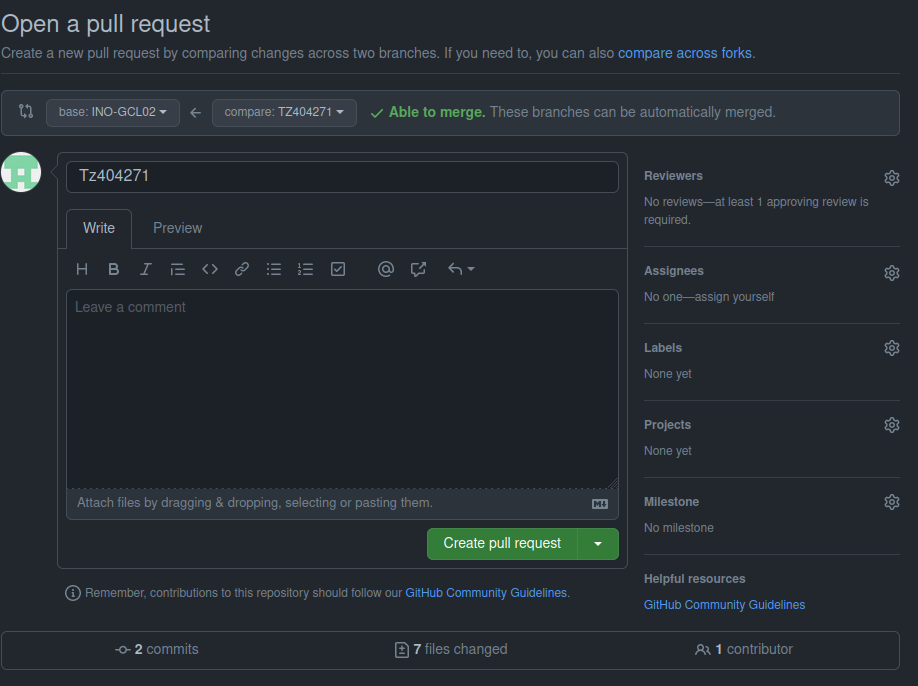 Open a pull request
Create a new pull request by comparing changes across two branches. If you need to, you can also compare across forks.
base: INO-GCL02
compare: TZ404271
Able to merge. These branches can be automatically merged.
Tz404271
Write
Preview
Leave a comment
Attach files by dragging & dropping, selecting or pasting them.
Create pull request
Remember, contributions to this repository should follow our GitHub Community Guidelines.
Reviewers
No reviews—at least 1 approving review is
required.
Assignees
No one—assign yourself
Labels
None yet
Projects
None yet
Milestone
No milestone
Helpful resources
GitHub Community Guidelines
2 commits
7 files changed
1 contributor